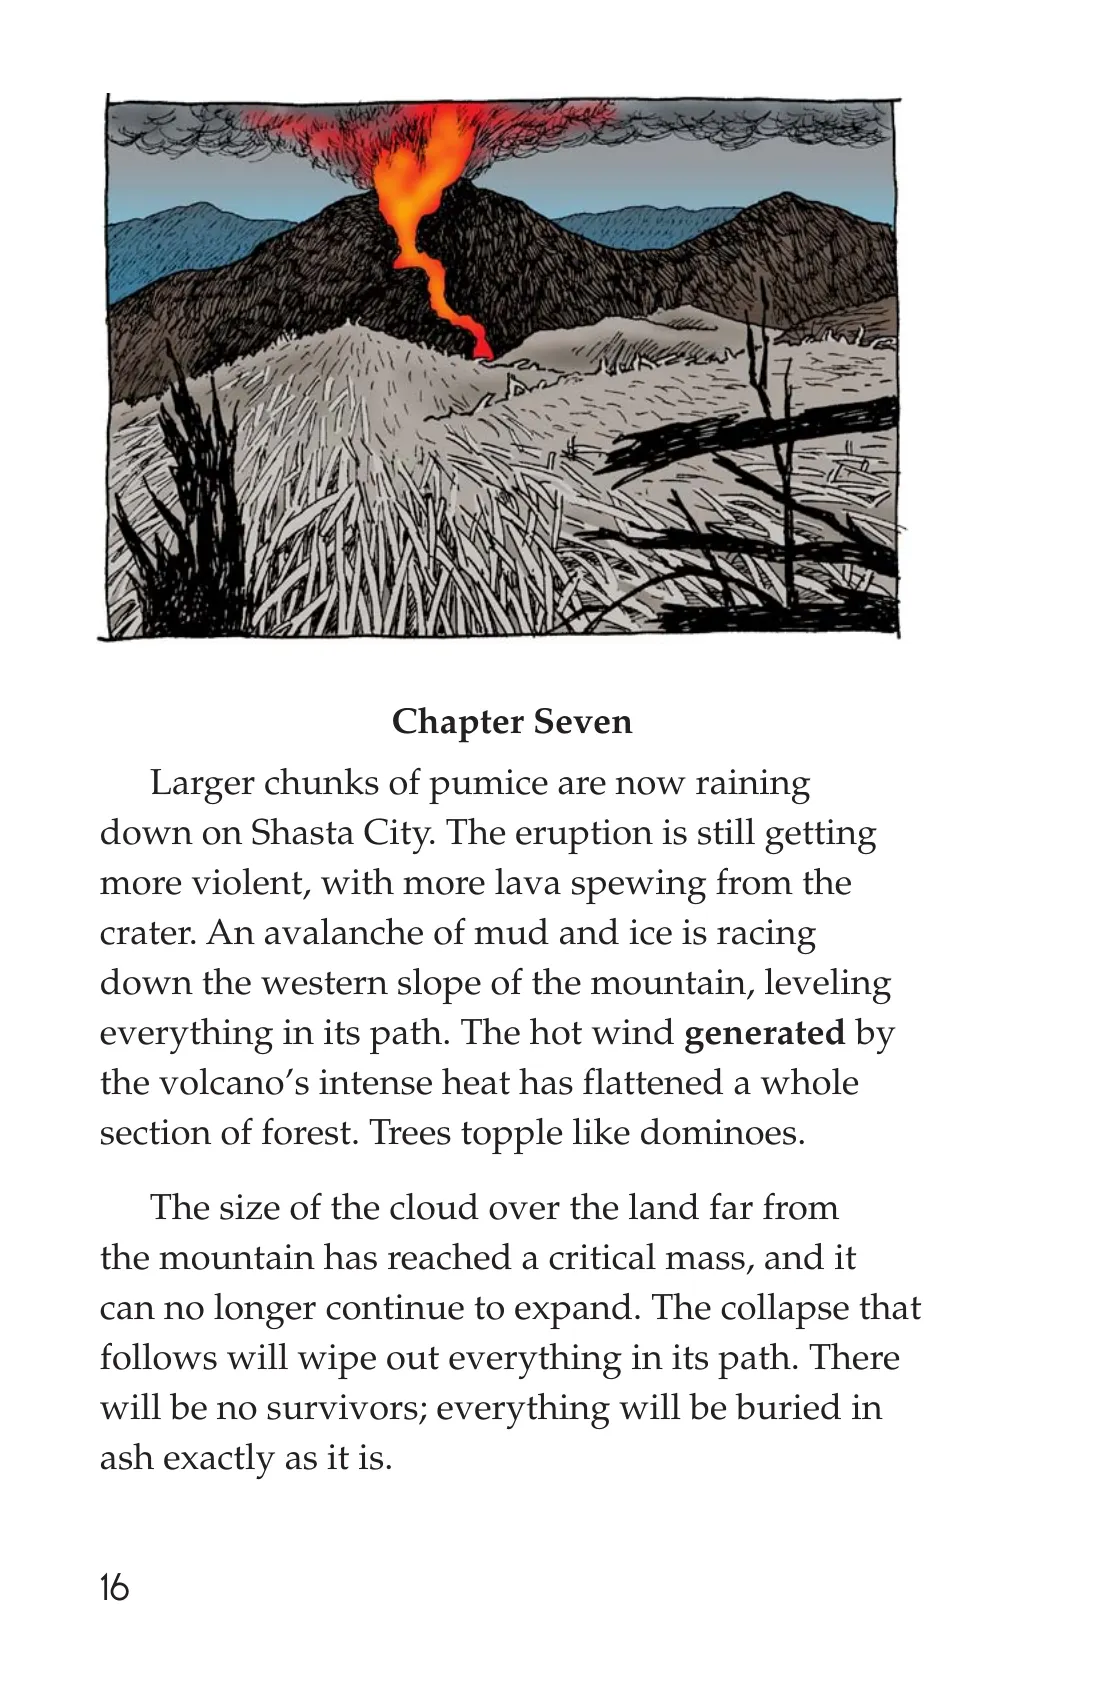 Chapter Seven
Larger chunks of pumice are now raining
down on Shasta City. The eruption is still getting
more violent, with more lava spewing from the
crater. An avalanche of mud and ice is racing
down the western slope of the mountain, leveling
everything in its path. The hot wind generated by
the volcano’s intense heat has flattened a whole
section of forest. Trees topple like dominoes.
The size of the cloud over the land far from
the mountain has reached a critical mass, and it
can no longer continue to expand. The collapse that
follows will wipe out everything in its path. There
will be no survivors; everything will be buried in
ash exactly as it is.
16